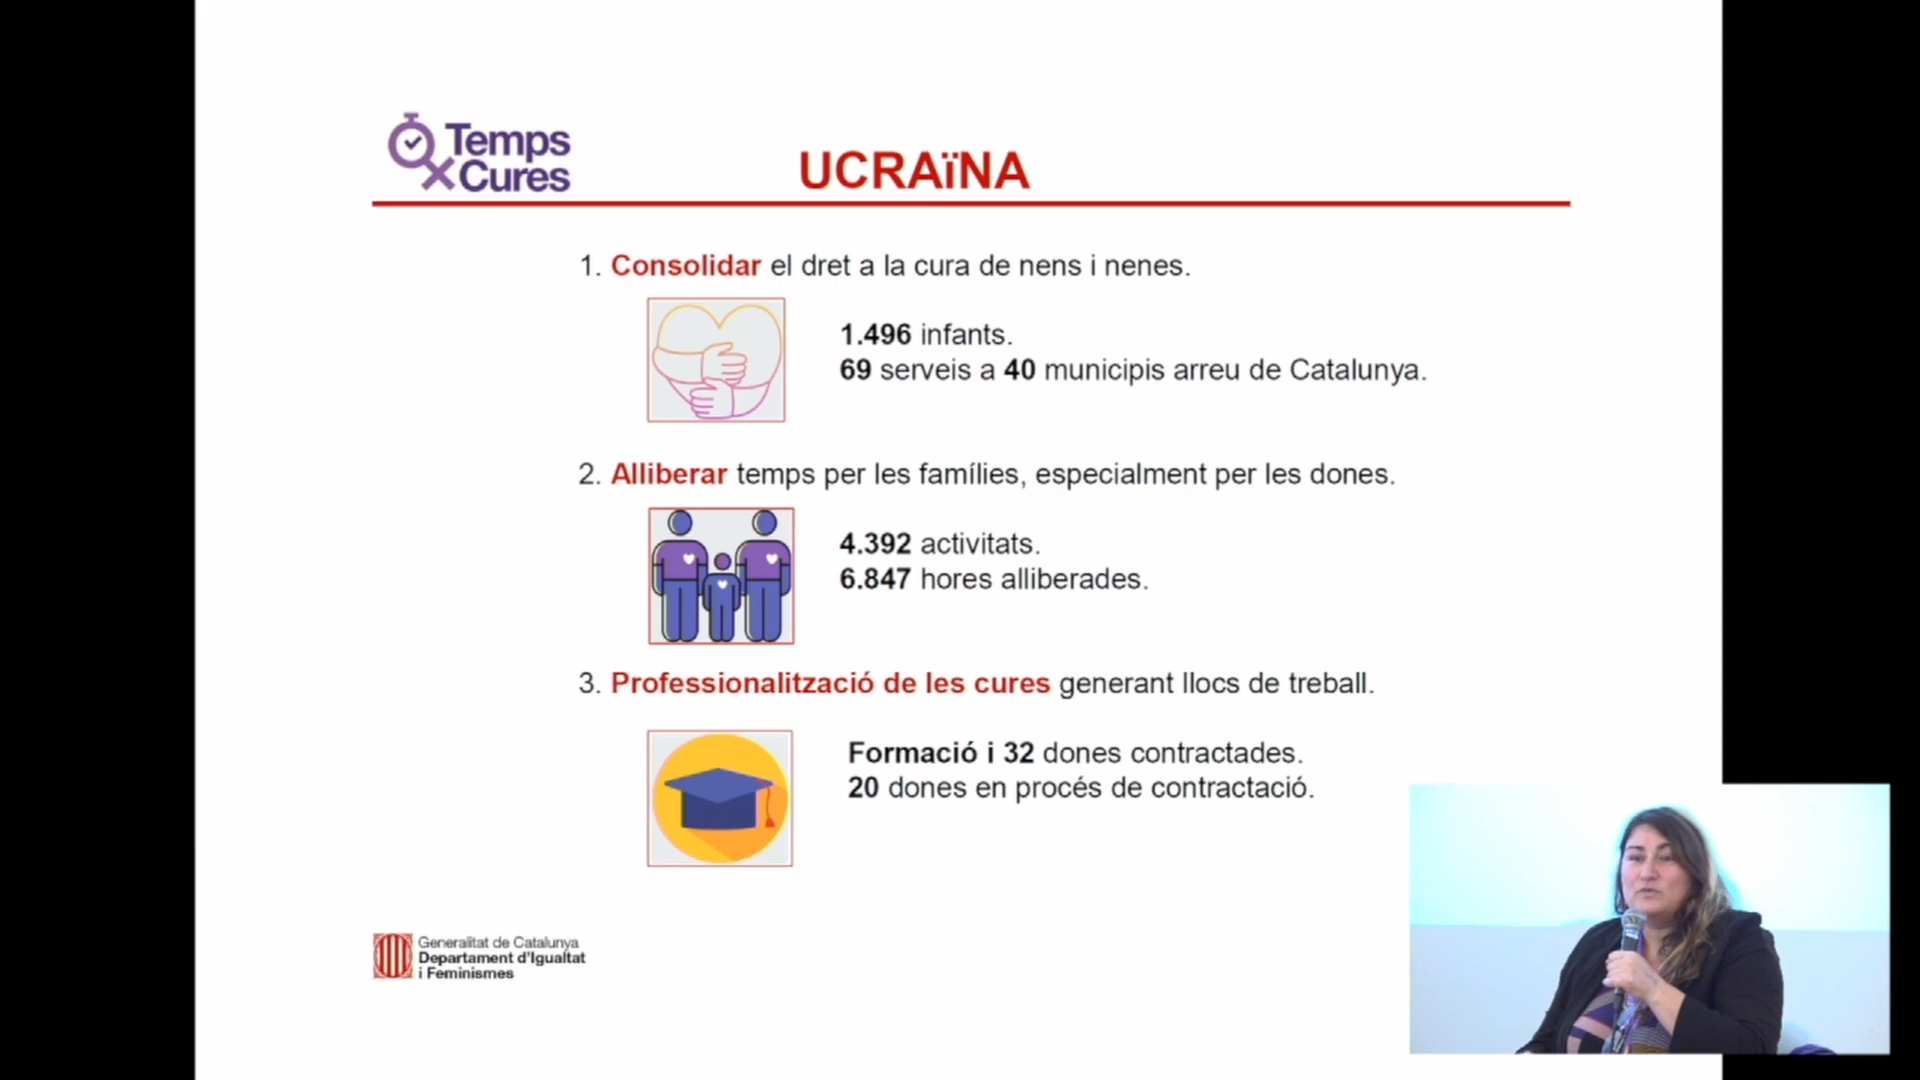 Temps
×Cures
UCRAïNA
1. Consolidar el dret a la cura de nens i nenes.
1.496 infants.
69 serveis a 40 municipis arreu de Catalunya.
2. Alliberar temps per les famílies, especialment per les dones.
4.392 activitats.
6.847 hores alliberades.
3. Professionalització de les cures generant llocs de treball.
Formació i 32 dones contractades.
20 dones en procés de contractació.
Generalitat de Catalunya
Departament d'Igualtat
i Feminismes